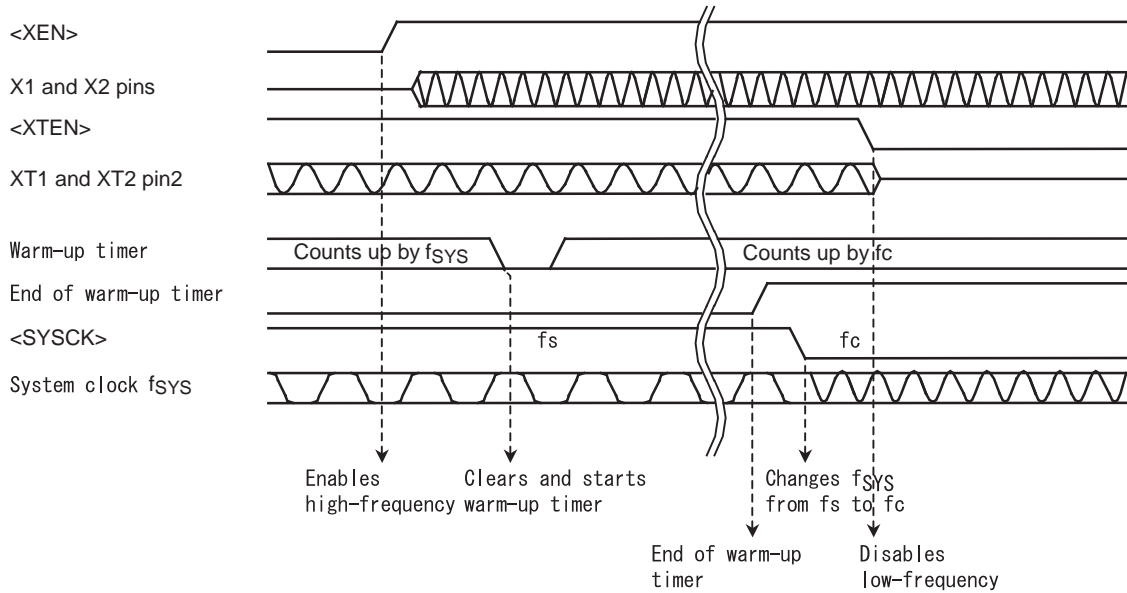 <XEN>
X1 and X2 pins
<XTEN>
XT1 and XT2 pin2
Warm-up timer
Counts up by fSYS
Counts up by fc
End of warm-up timer
<SYSCK>
fs
fc
System clock fSYS
Enables
high-frequency
Clears and starts
warm-up timer
Changes fSYS
from fs to fc
End of warm-up
timer
Disables
low-frequency